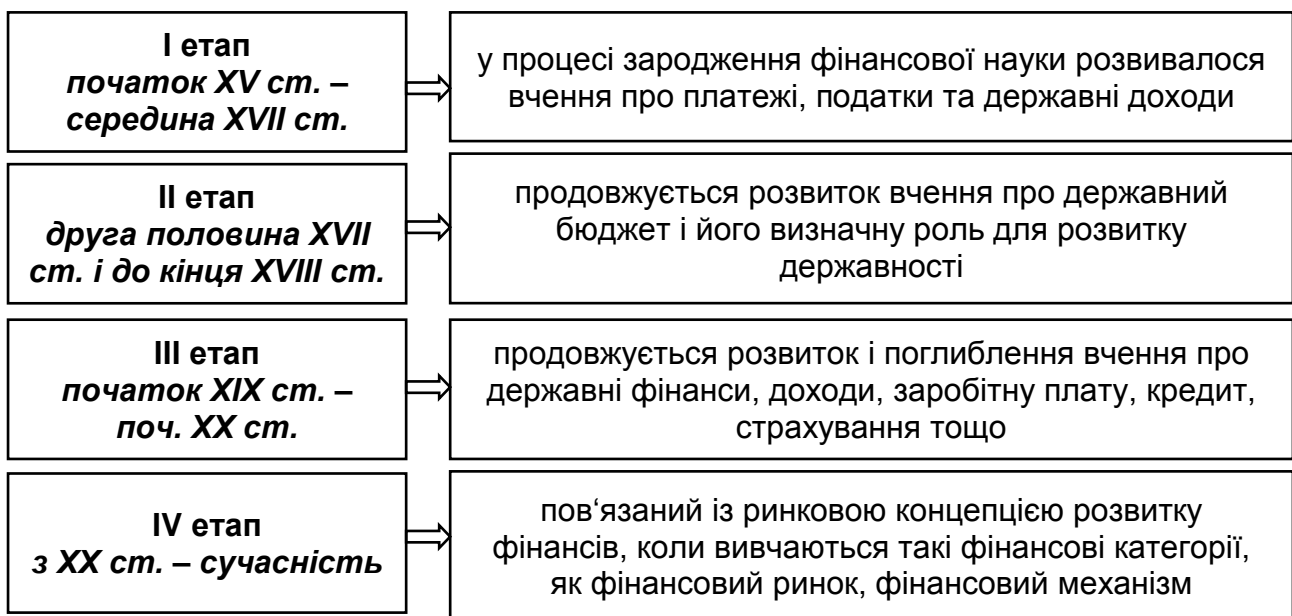 І етап
початок XV ст. –
середина XVII ст.
у процесі зародження фінансової науки розвивалося
вчення про платежі, податки та державні доходи
ІІ етап
друга половина XVII
ст. і до кінця XVIII ст.
продовжується розвиток вчення про державний
бюджет і його визначну роль для розвитку
державності
ІІІ етап
початок XIX ст. –
поч. XX ст.
продовжується розвиток і поглиблення вчення про
державні фінанси, доходи, заробітну плату, кредит,
страхування тощо
IV етап
з XX ст. – сучасність
пов‘язаний із ринковою концепцією розвитку
фінансів, коли вивчаються такі фінансові категорії,
як фінансовий ринок, фінансовий механізм